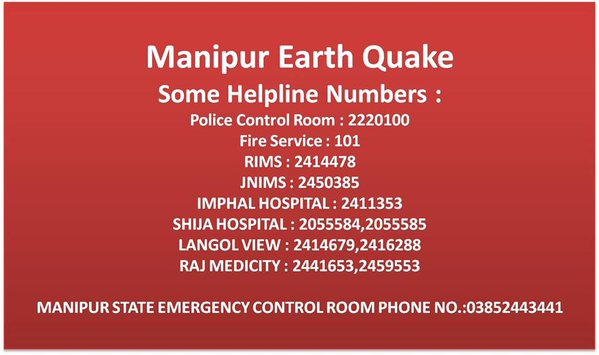 Manipur Earth Quake
Some Helpline Numbers :
Police Control Room : 2220100
Fire Service : 101
RIMS : 2414478
JNIMS : 2450385
IMPHAL HOSPITAL : 2411353
SHIJA HOSPITAL : 2055584,2055585
LANGOL VIEW : 2414679,2416288
RAJ MEDICITY : 2441653,2459553
MANIPUR STATE EMERGENCY CONTROL ROOM PHONE NO.:03852443441